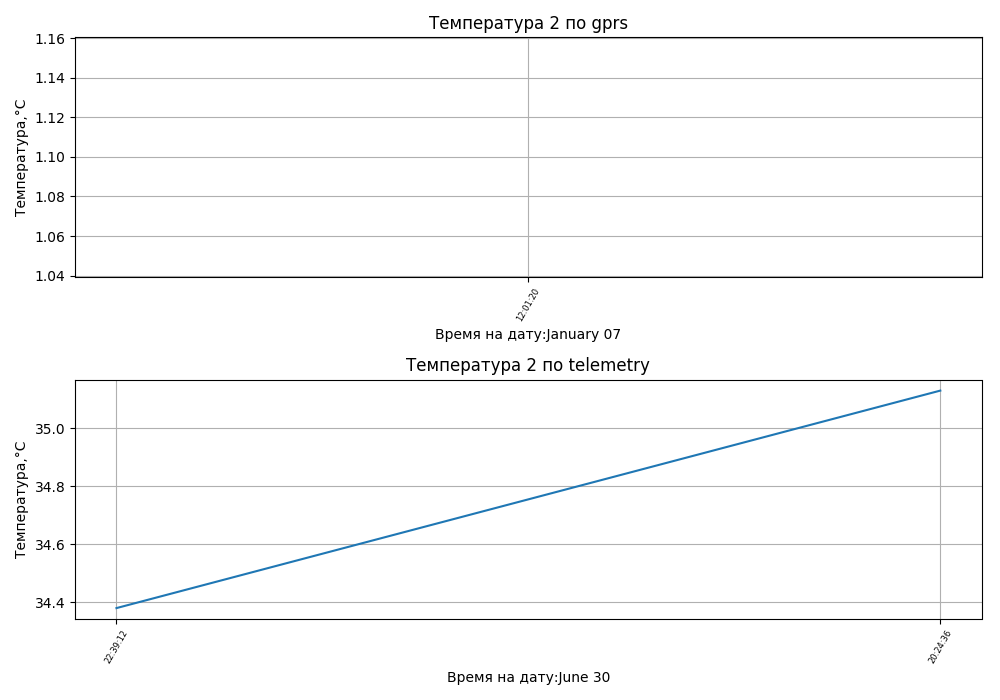 Температура 2 по gprs
Температура,°C
1.16
1.14
1.12
1.10
1.08
1.06
1.04
12:01:20
Время на дату:January 07
Температура 2 по telemetry
Температура,°C
35.0
34.8
34.6
34.4
22:39:12
20:24:36
Время на дату:June 30